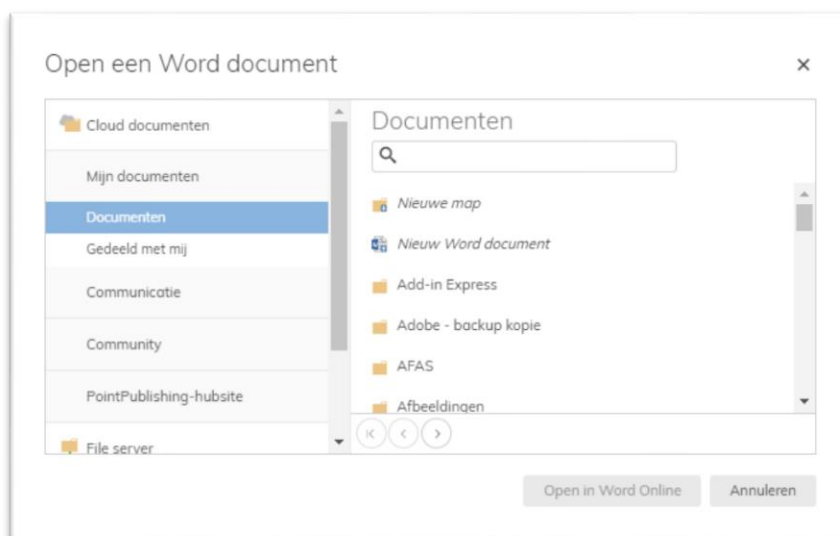 Open een Word document
Cloud documenten
Mijn documenten
Documenten
Gedeeld met mij
Communicatie
Community
PointPublishing-hubsite
File server
Documenten
Nieuwe map
Nieuw Word document
Add-in Express
Adobe - backup kopie
AFAS
Afbeeldingen
Open in Word Online
Annuleren